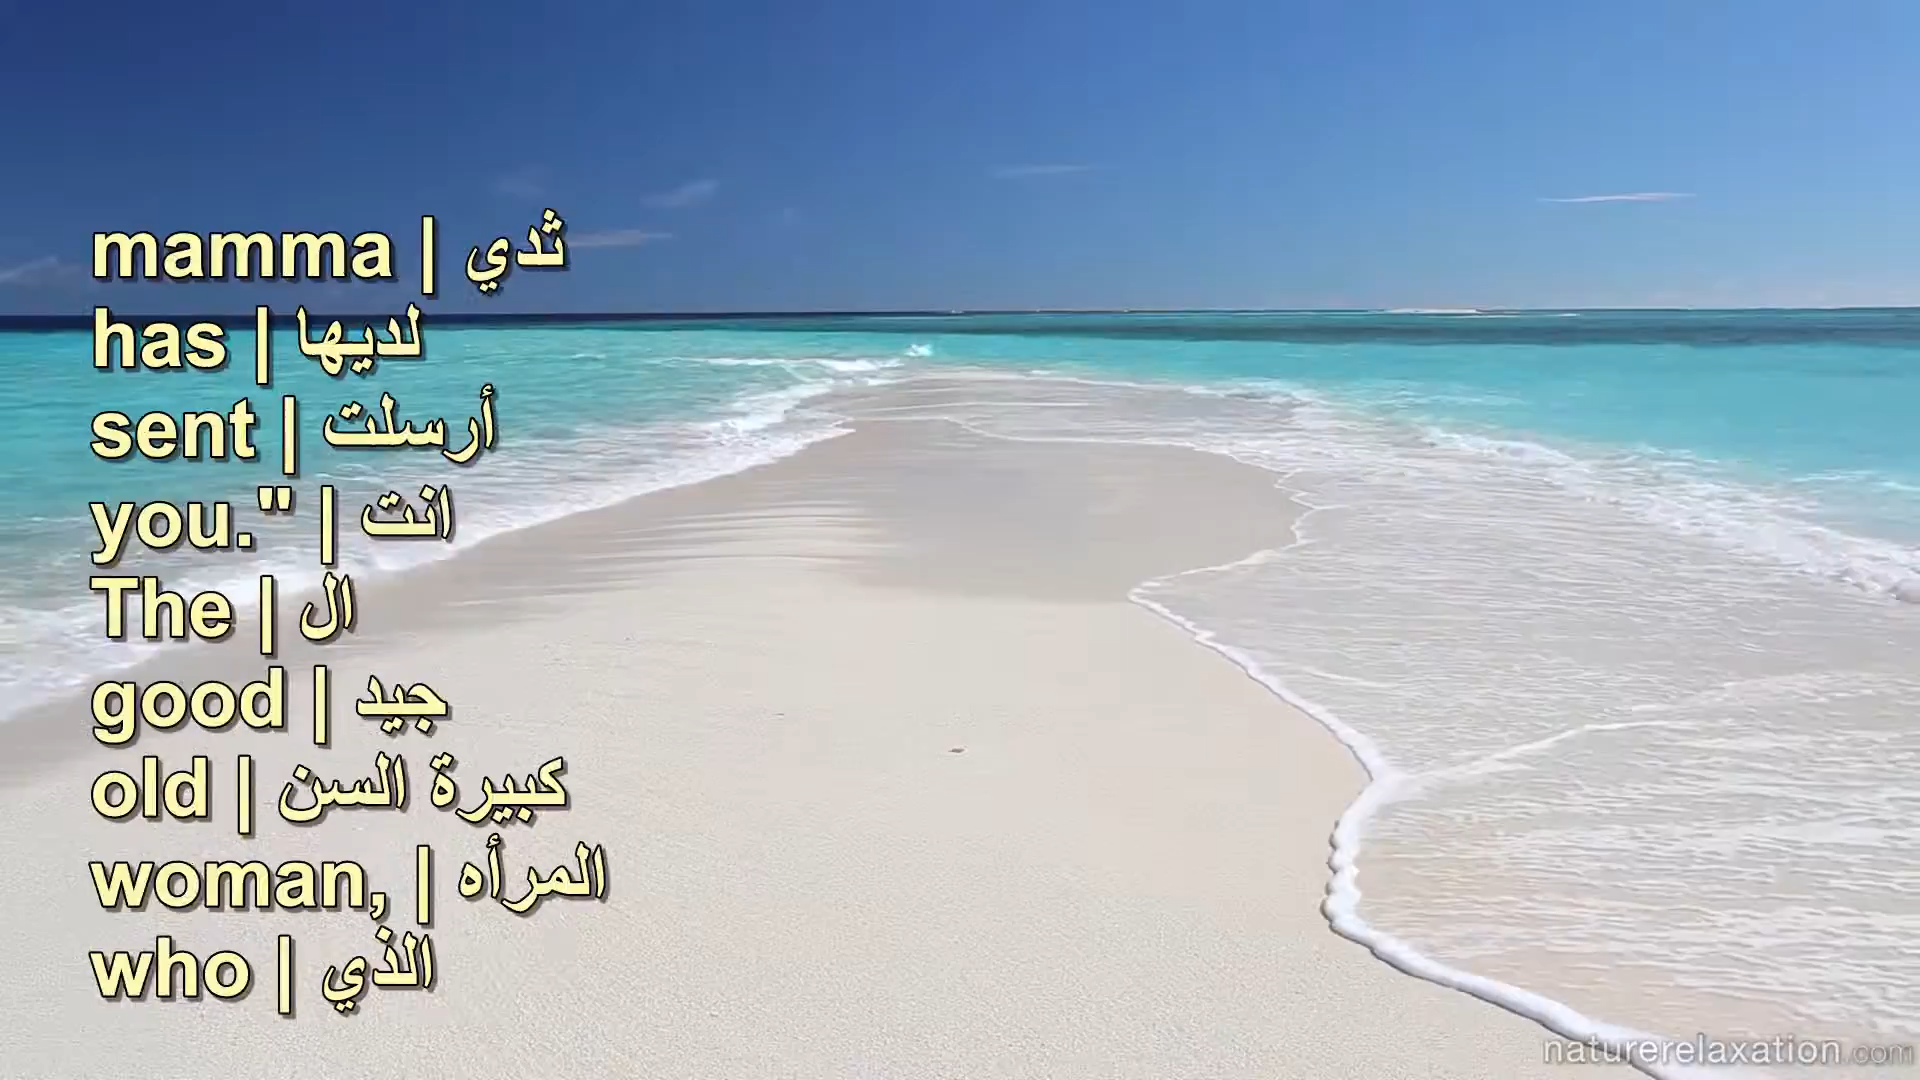 mamma | ثدي
has | لديها
sent | أرسلت
you." | انت
The | ال
good | جيد
old | كبيرة السن
woman, | المرأه
who | الذي
naturerelaxation.com